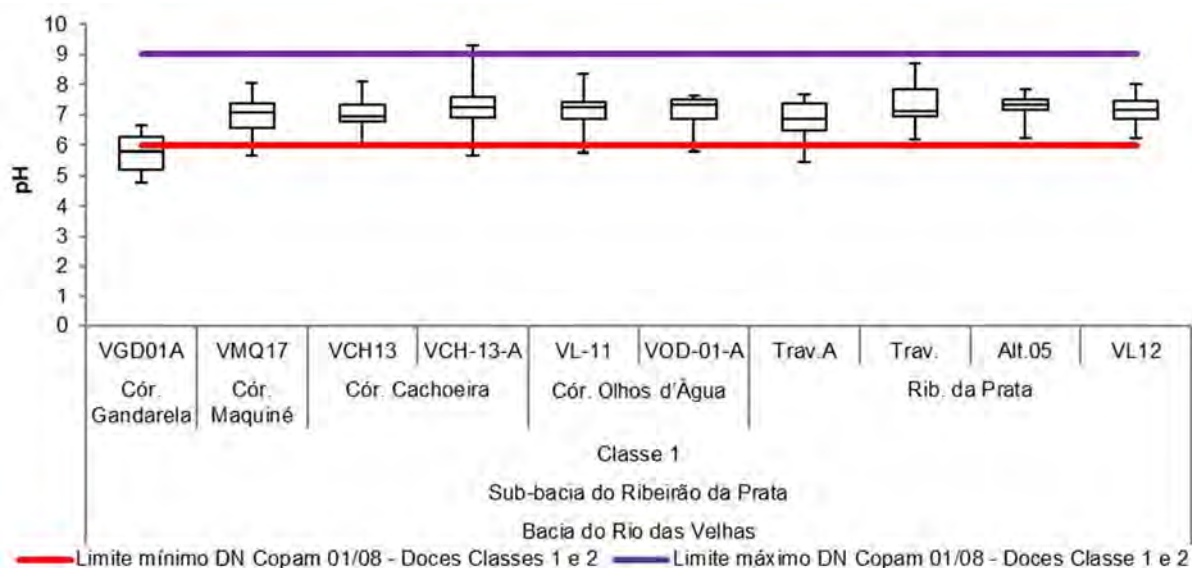 10
9
8
7
6
5
4
3
2
1
0
pH
VGD01A VMQ17 VCH13 VCH-13-A VL-11 VOD-01-A Trav.A Trav. Alt.05 VL12
Cór. Gandarela Cór. Maquiné Cór. Cachoeira Cór. Olhos d'Àgua Rib. da Prata
Classe 1
Sub-bacia do Ribeirão da Prata
Bacia do Rio das Velhas
Limite mínimo DN Copam 01/08 - Doces Classes 1 e 2 Limite máximo DN Copam 01/08 - Doces Classe 1 e 2